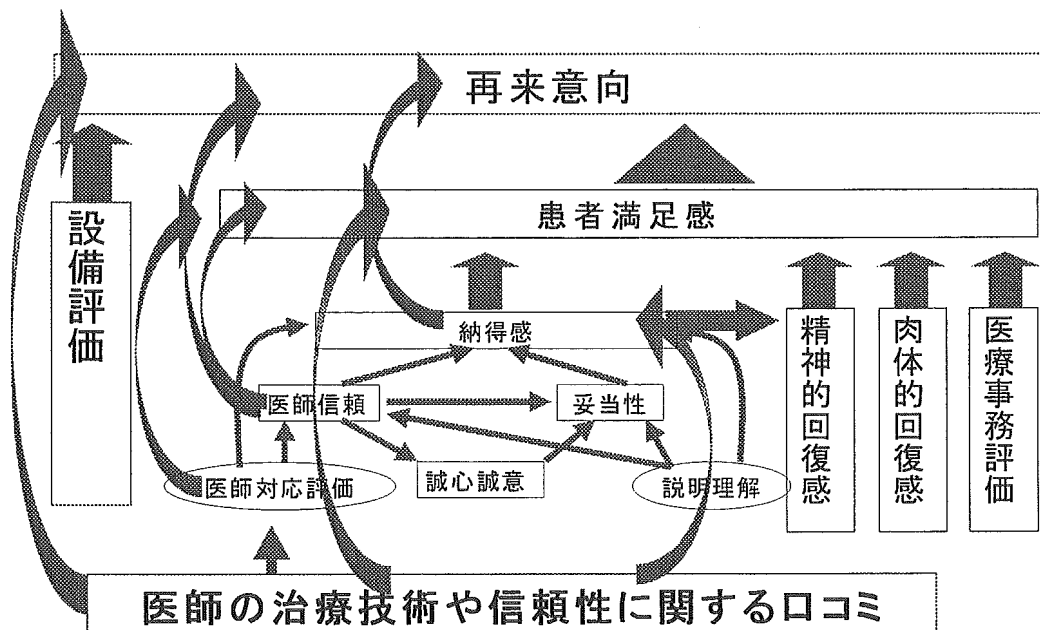 再来意向
患者満足感
設備評価
納得感
医師信頼
妥当性
誠心誠意
医師対応評価
説明理解
精神的回復感
肉体的回復感
医療事務評価
医師の治療技術や信頼性に関する口コミ